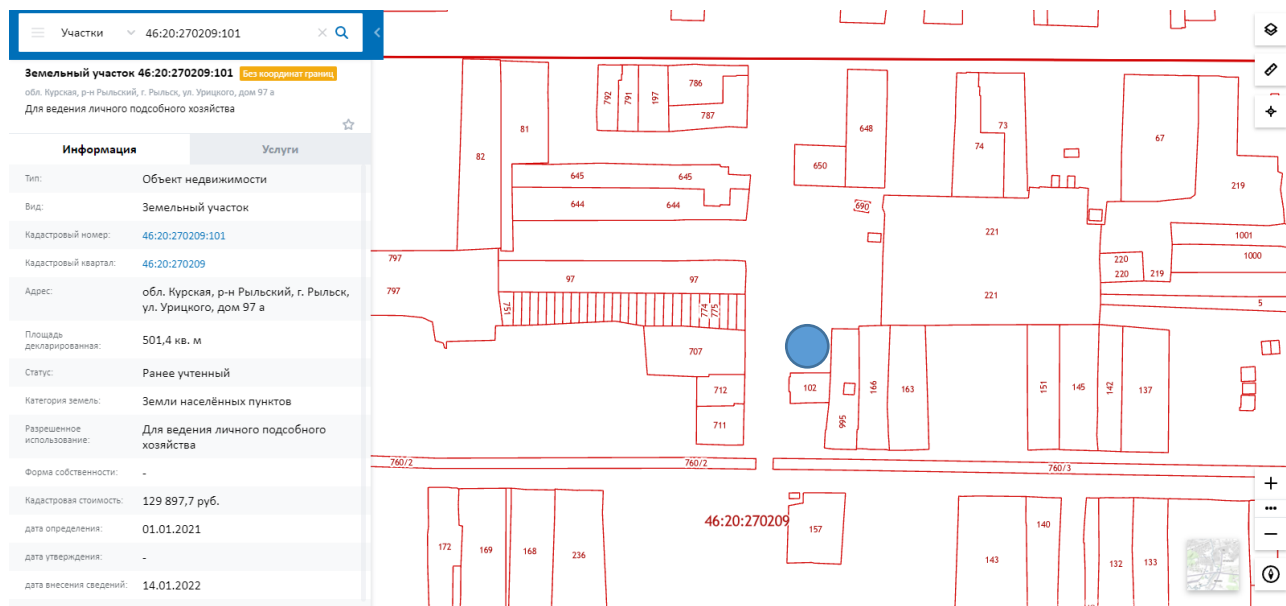 Участки 46:20:270209:101
Земельный участок 46:20:270209:101 Без координат границ
обл. Курская, р-н Рыльский, г. Рыльск, ул. Урицкого, дом 97 а
Для ведения личного подсобного хозяйства
Информация Услуги
Тип: Объект недвижимости
Вид: Земельный участок
Кадастровый номер: 46:20:270209:101
Кадастровый квартал: 46:20:270209
Адрес: обл. Курская, р-н Рыльский, г. Рыльск,
ул. Урицкого, дом 97 а
Площадь
декларированная: 501,4 кв. м
Статус: Ранее учтенный
Категория земель: Земли населённых пунктов
Разрешенное
использование: Для ведения личного подсобного
хозяйства
Форма собственности: -
Кадастровая стоимость: 129 897,7 руб.
дата определения: 01.01.2021
дата утверждения: -
дата внесения сведений: 14.01.2022
792 791 197 786
787
81
82
648
650
73
74
67
219
645 645
644 644
690
221
221
1001
1000
220
220 219
5
797
797
97 97
751 774 775
707
712
711
102
995
166
163
151
145
142
137
760/2 760/2 760/3
46:20:270209
157
172
169
168
236
140
143
132
133